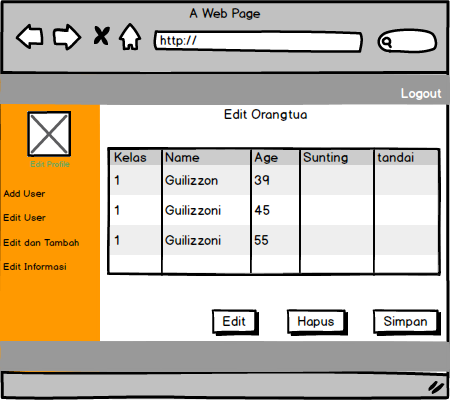 A Web Page
http://
Logout
Edit Orangtua
Edit Profile
Add User
Edit User
Edit dan Tambah
Edit Informasi
Kelas Name Age Sunting tandai
1 Guilizzon 39
1 Guilizzoni 45
1 Guilizzoni 55
Edit Hapus Simpan